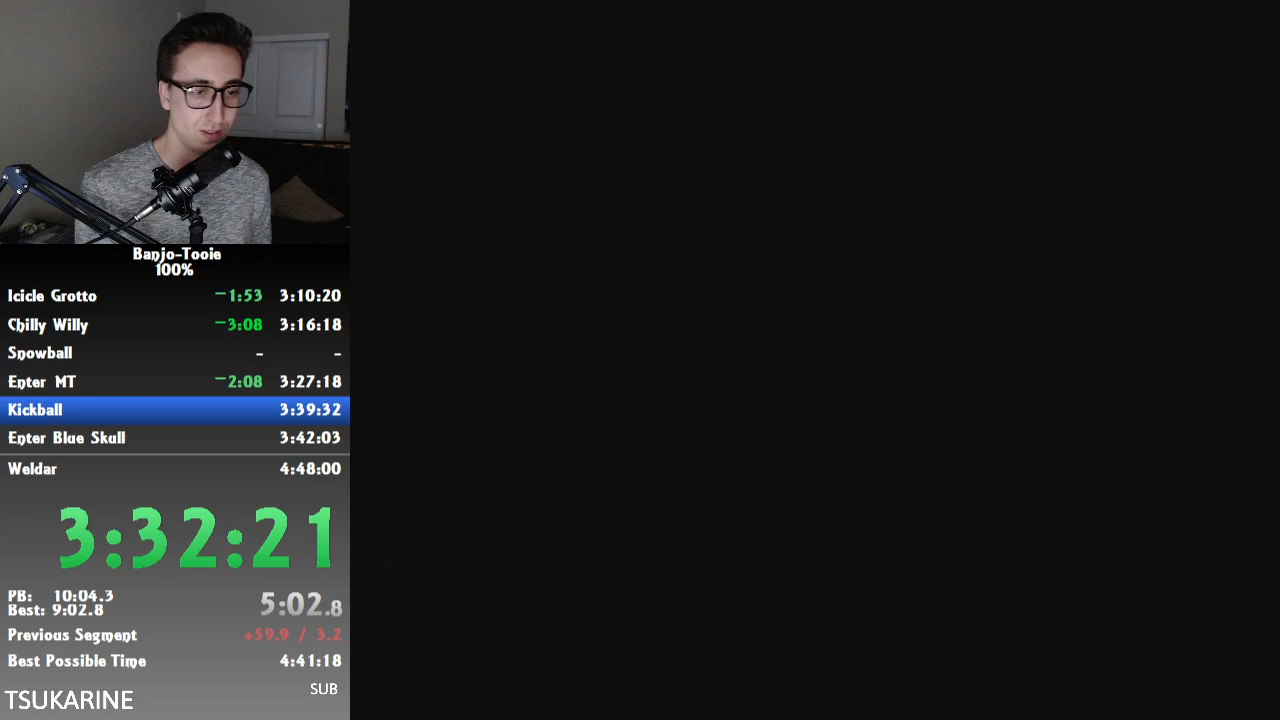 Banjo-Tooie
100%
Icicle Grotto −1:53 3:10:20
Chilly Willy −3:08 3:16:18
Snowball - -
Enter MT −2:08 3:27:18
Kickball 3:39:32
Enter Blue Skull 3:42:03
Weldar 4:48:00
3:32:21
PB: 10:04.3
Best: 9:02.8
5:02.8
Previous Segment +59.9 / 3.2
Best Possible Time 4:41:18
SUB
TSUKARINE